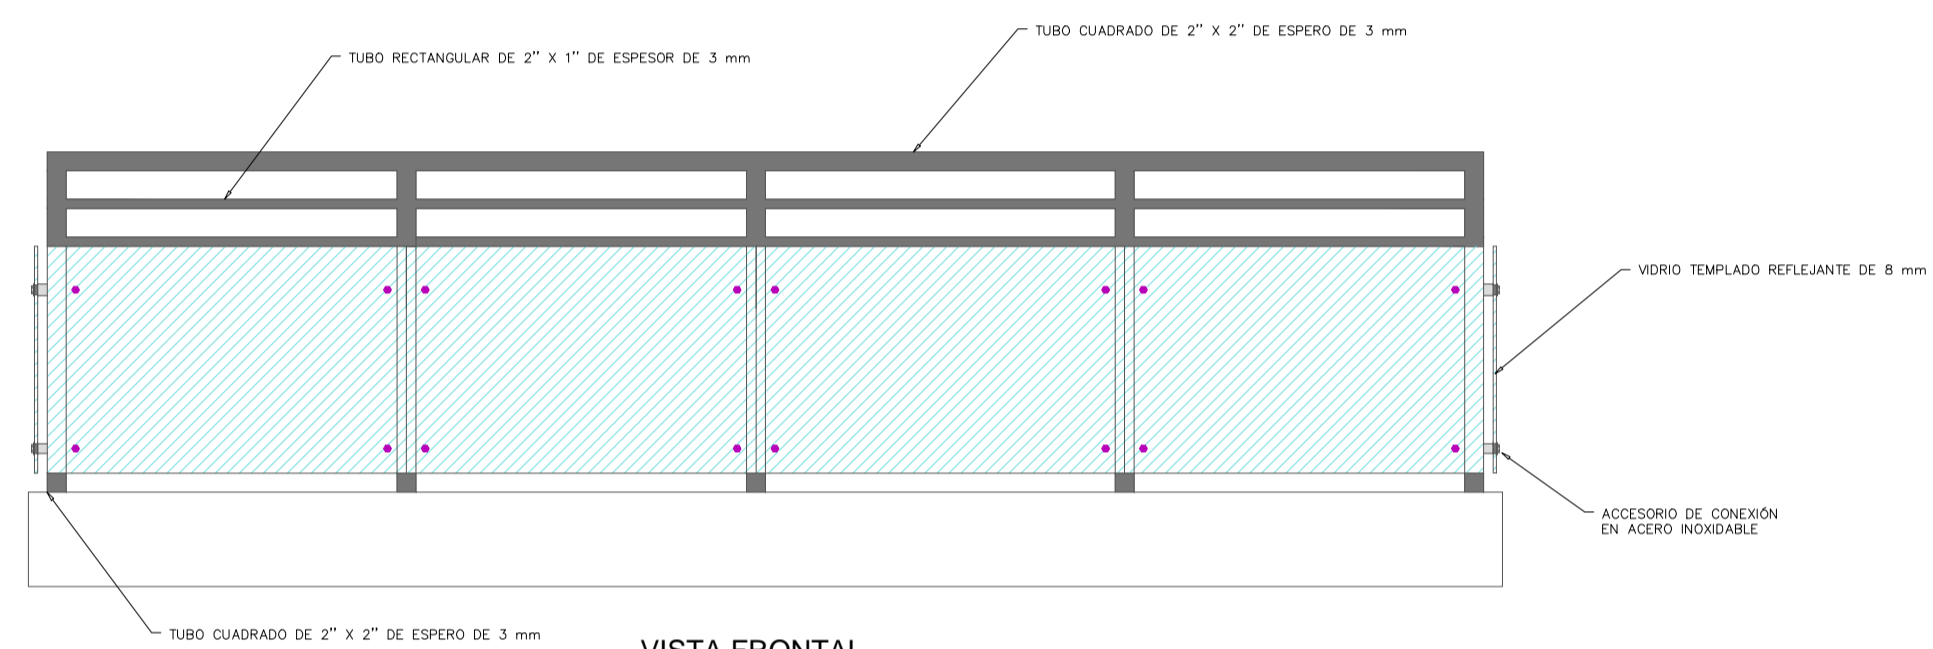 TUBO CUADRADO DE 2" X 2" DE ESPERO DE 3 mm
TUBO RECTANGULAR DE 2" X 1" DE ESPESOR DE 3 mm
VIDRIO TEMPLADO REFLEJANTE DE 8 mm
ACCESORIO DE CONEXIÓN
EN ACERO INOXIDABLE
TUBO CUADRADO DE 2" X 2" DE ESPERO DE 3 mm
VISTA FRONTAL